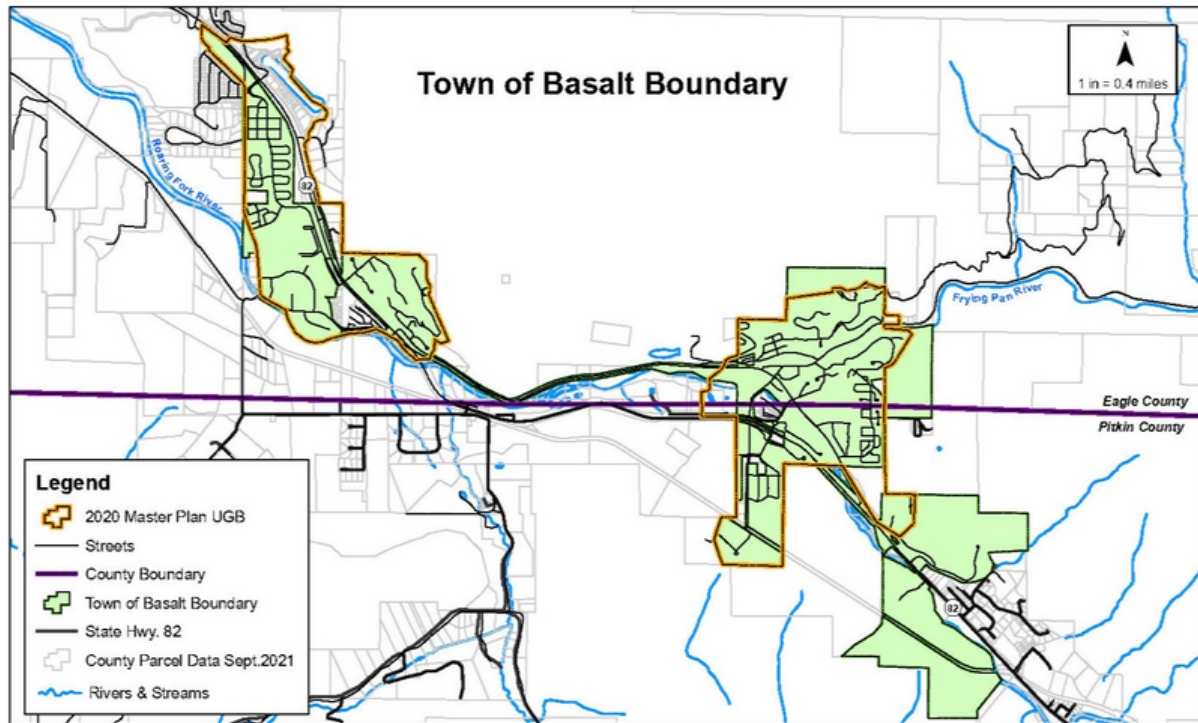 Town of Basalt Boundary
N
1 in = 0.4 miles
Roaring Fork River
82
Frying Pan River
Eagle County
Pitkin County
82
Legend
2020 Master Plan UGB
Streets
County Boundary
Town of Basalt Boundary
State Hwy. 82
County Parcel Data Sept.2021
Rivers & Streams